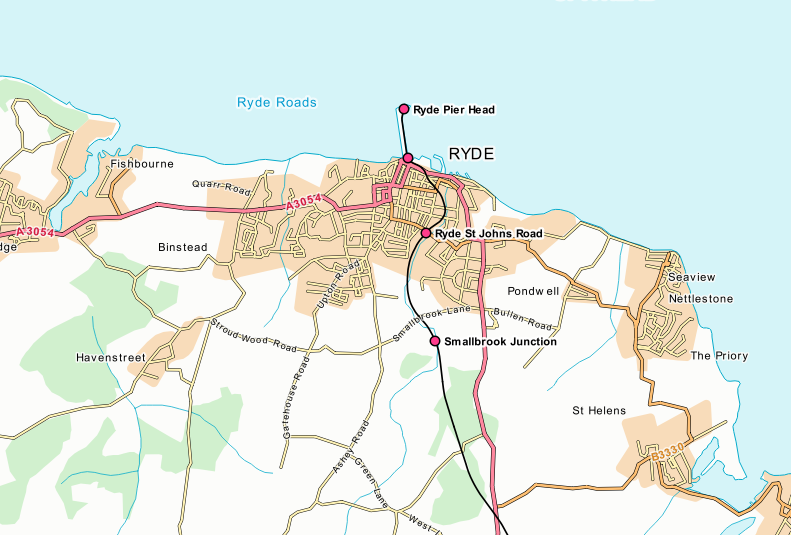 Ryde Roads
Ryde Pier Head
RYDE
Fishbourne
Quarr Road
A3054
A3054
Ryde St Johns Road
dge
Binstead
Upton Road
Seaview
Pondwell
Nettlestone
Smallbrook Lane
Bullen Road
Stroud Wood Road
Smallbrook Junction
Havenstreet
The Priory
Gatehouse Road
St Helens
Ashey Road
B3330
Green Lane
West